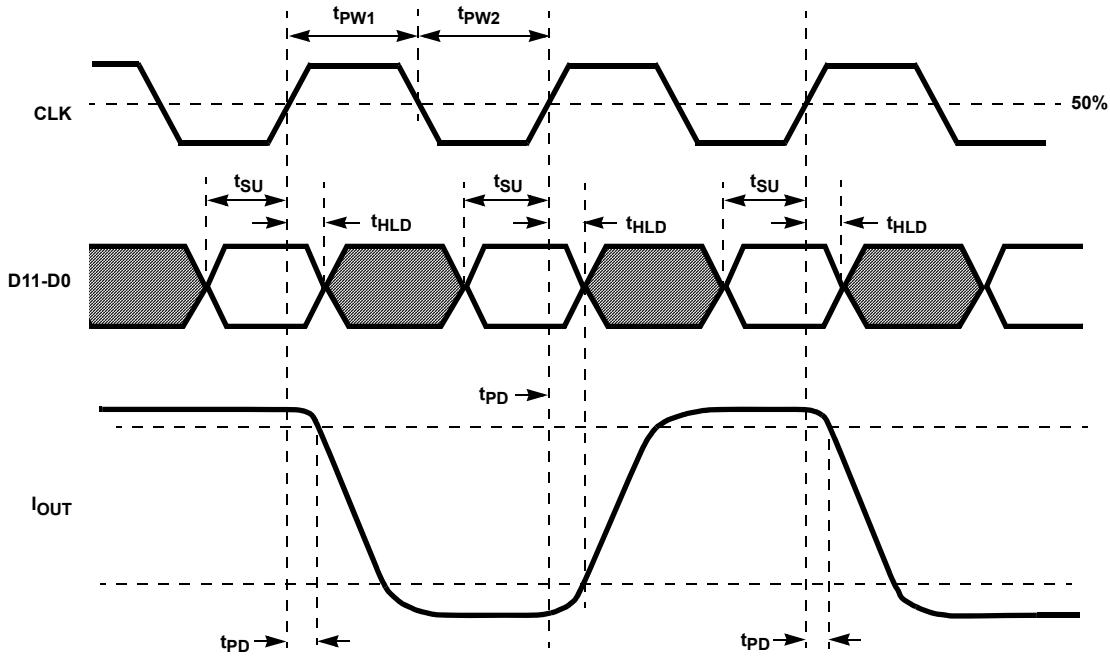 tPW1
tPW2
CLK
50%
tSU
tSU
tSU
tHLD
tHLD
tHLD
D11-D0
tPD
IOUT
tPD
tPD